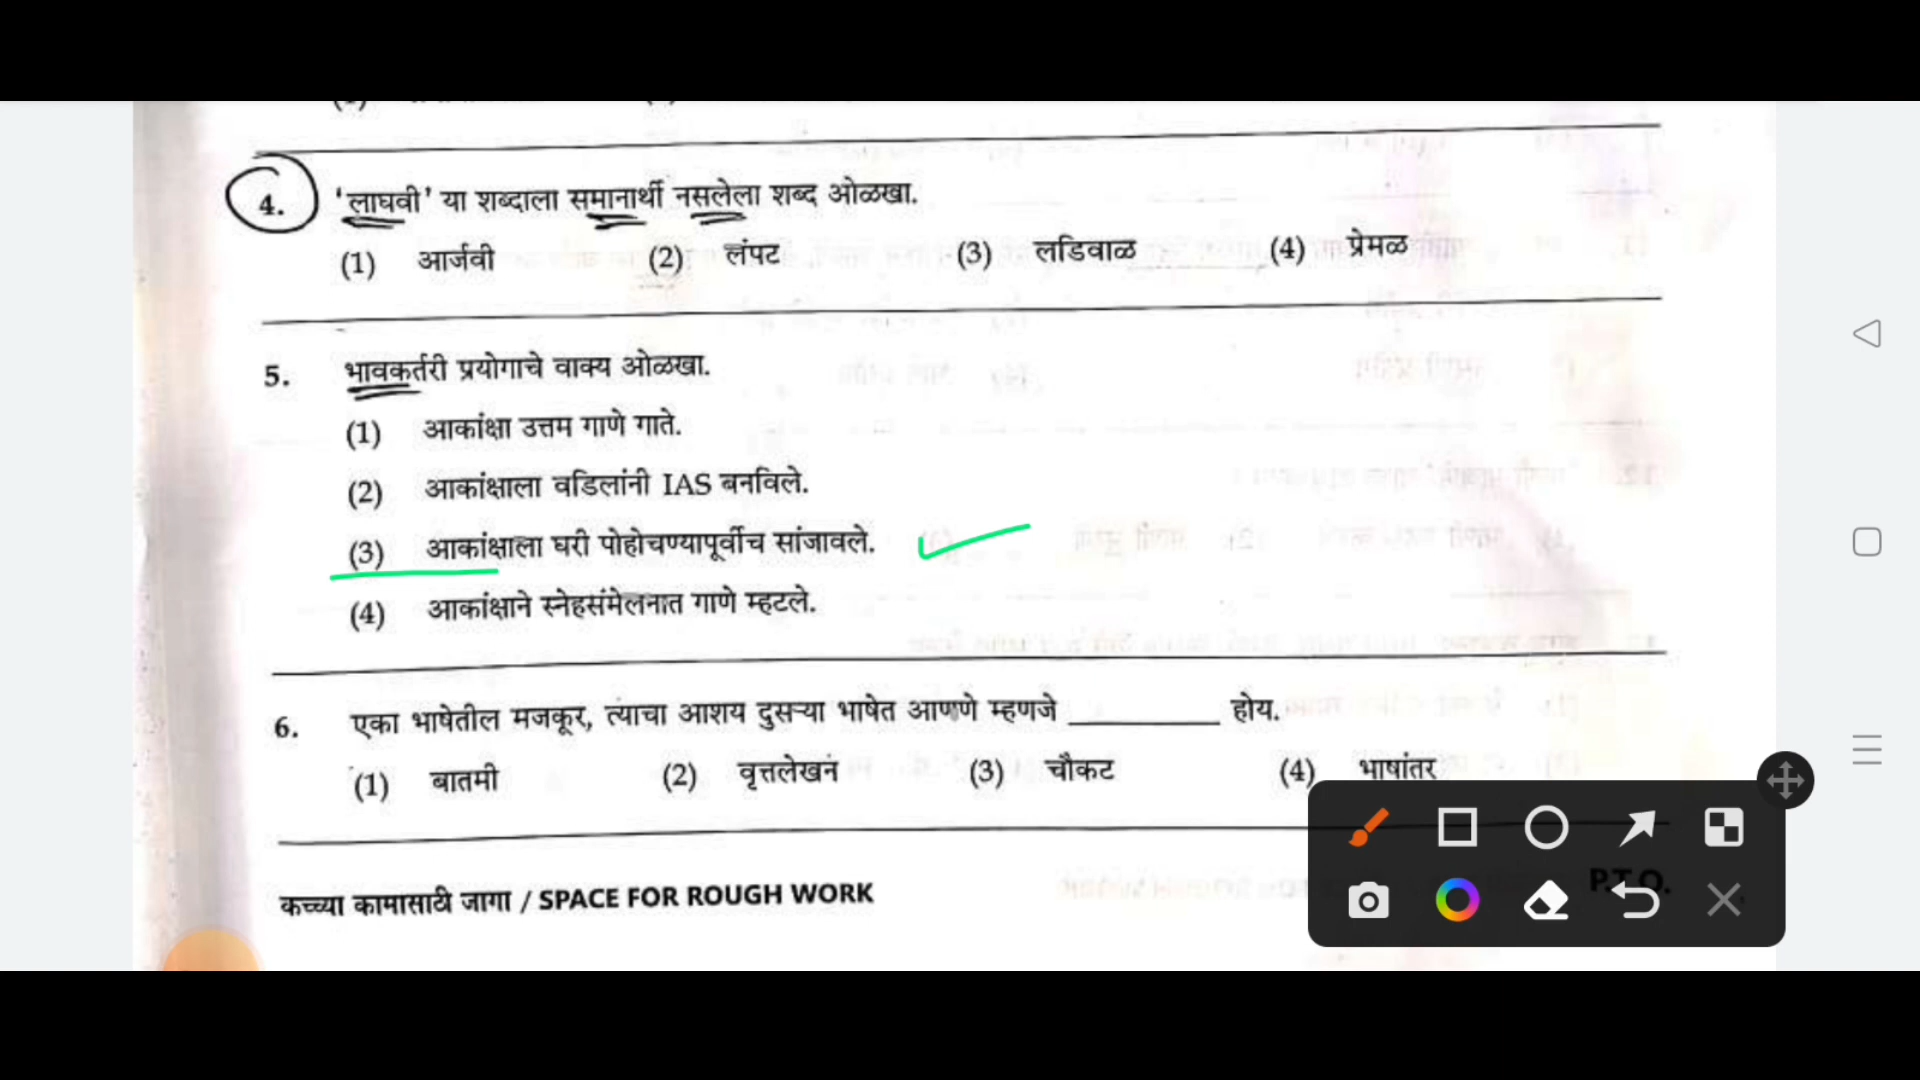 4. 'लाघवी' या शब्दाला समानार्थी नसलेला शब्द ओळखा.
(1) आर्जवी (2) लंपट (3) लडिवाळ (4) प्रेमळ
5. भावकर्तरी प्रयोगाचे वाक्य ओळखा.
(1) आकांक्षा उत्तम गाणे गाते.
(2) आकांक्षाला वडिलांनी IAS बनविले.
(3) आकांक्षाला घरी पोहोचण्यापूर्वीच सांजावले.
(4) आकांक्षाने स्नेहसंमेलनात गाणे म्हटले.
6. एका भाषेतील मजकूर, त्याचा आशय दुसऱ्या भाषेत आणणे म्हणजे __________ होय.
(1) बातमी (2) वृत्तलेखन (3) चौकट (4) भाषांतर
कच्च्या कामासाठी जागा / SPACE FOR ROUGH WORK
P.T.O.